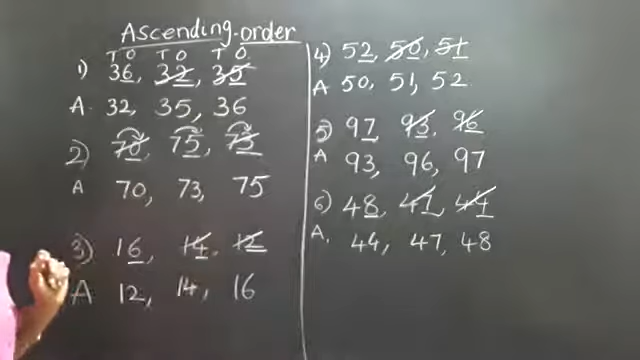 Ascending order
T O T O T O
1) 36, 32, 35
A. 32, 35, 36
2) 70, 75, 73
A 70, 73, 75
3) 16, 14, 12
A 12, 14, 16
4) 52, 50, 51
A 50, 51, 52
5) 97, 93, 96
A 93, 96, 97
6) 48, 47, 44
A. 44, 47, 48